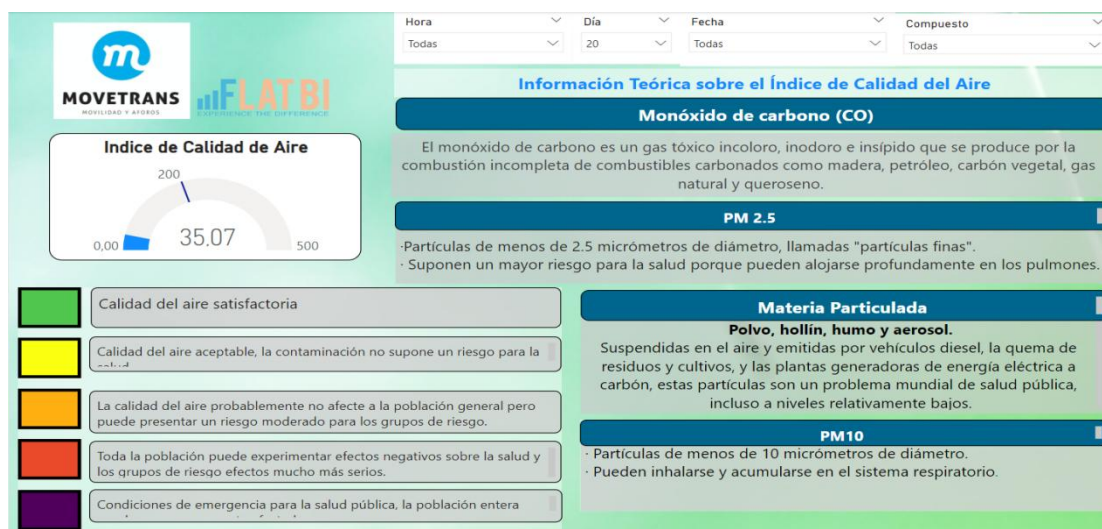 Hora
Día
Fecha
Compuesto
Todas
20
Todas
Todas
m
MOVETRANS
MOVILIDAD Y AFOROS
FLAT BI
EXPERIENCE THE DIFFERENCE
Información Teórica sobre el Índice de Calidad del Aire
Monóxido de carbono (CO)
El monóxido de carbono es un gas tóxico incoloro, inodoro e insípido que se produce por la
combustión incompleta de combustibles carbonados como madera, petróleo, carbón vegetal, gas
natural y queroseno.
Indice de Calidad de Aire
200
0,00
35.07
500
PM 2.5
·Partículas de menos de 2.5 micrómetros de diámetro, llamadas "partículas finas".
· Suponen un mayor riesgo para la salud porque pueden alojarse profundamente en los pulmones.
Calidad del aire satisfactoria
Calidad del aire aceptable, la contaminación no supone un riesgo para la
La calidad del aire probablemente no afecte a la población general pero
puede presentar un riesgo moderado para los grupos de riesgo.
Toda la población puede experimentar efectos negativos sobre la salud y
los grupos de riesgo efectos mucho más serios.
Condiciones de emergencia para la salud pública, la población entera
Materia Particulada
Polvo, hollín, humo y aerosol.
Suspendidas en el aire y emitidas por vehículos diesel, la quema de
residuos y cultivos, y las plantas generadoras de energía eléctrica a
carbón, estas partículas son un problema mundial de salud pública,
incluso a niveles relativamente bajos.
PM10
· Partículas de menos de 10 micrómetros de diámetro.
· Pueden inhalarse y acumularse en el sistema respiratorio.